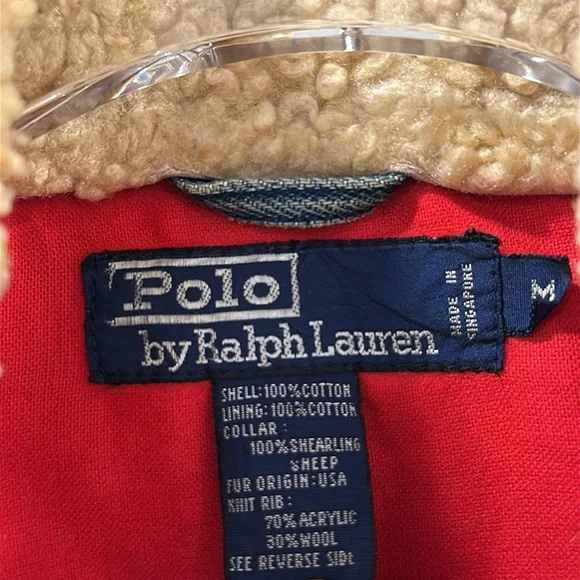 Polo
by Ralph Lauren
MADE IN
SINGAPORE
M
SHELL:100%COTTON
LINING:100%COTTON
COLLAR:
100%SHEARLING
SHEEP
FUR ORIGIN:USA
KNIT RIB:
70%ACRYLIC
30%WOOL
SEE REVERSE SIDE